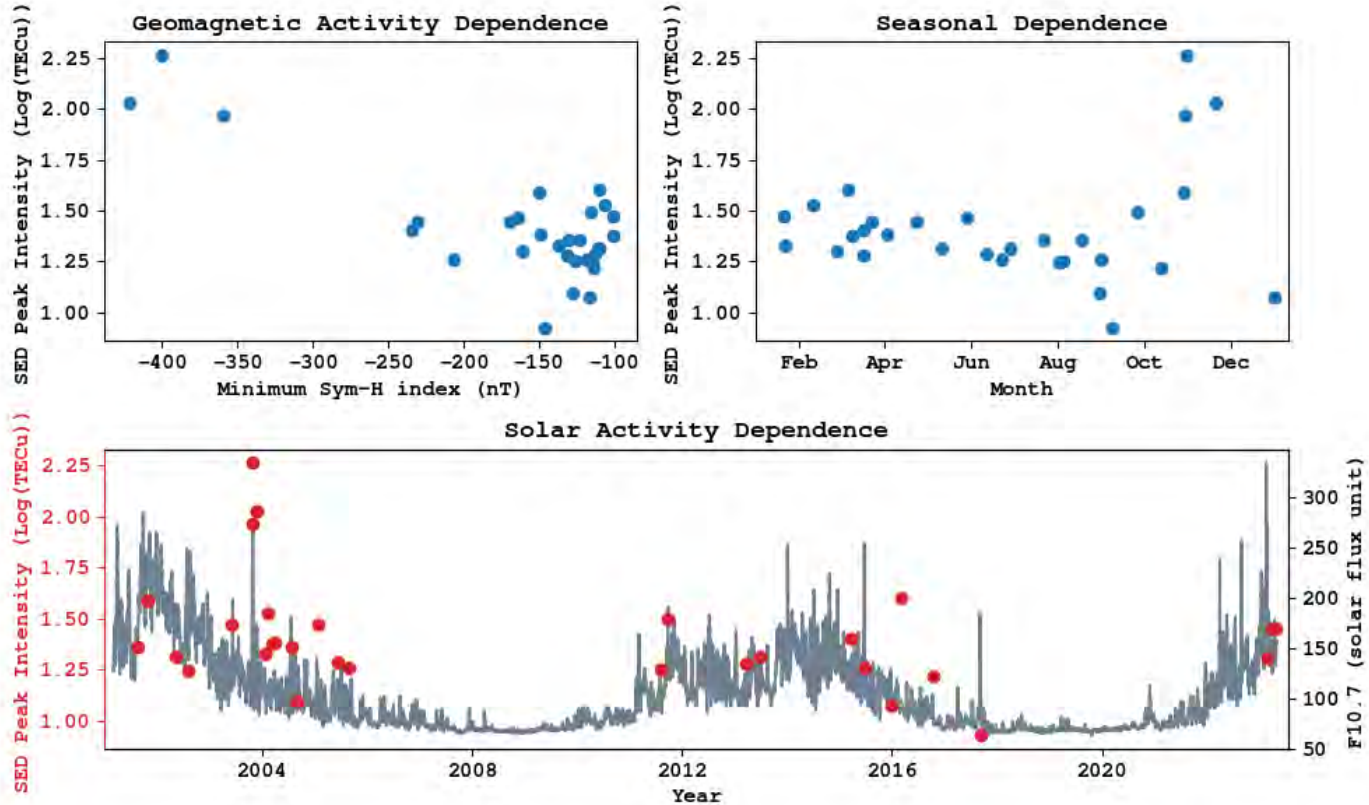 Geomagnetic Activity Dependence
SED Peak Intensity (Log(TECu))
2.25
2.00
1.75
1.50
1.25
1.00
−400 −350 −300 −250 −200 −150 −100
Minimum Sym-H index (nT)
Seasonal Dependence
SED Peak Intensity (Log(TECu))
2.25
2.00
1.75
1.50
1.25
1.00
Feb Apr Jun Aug Oct Dec
Month
Solar Activity Dependence
SED Peak Intensity (Log(TECu))
2.25
2.00
1.75
1.50
1.25
1.00
300
250
200
150
100
50
F10.7 (solar flux unit)
2004 2008 2012 2016 2020
Year